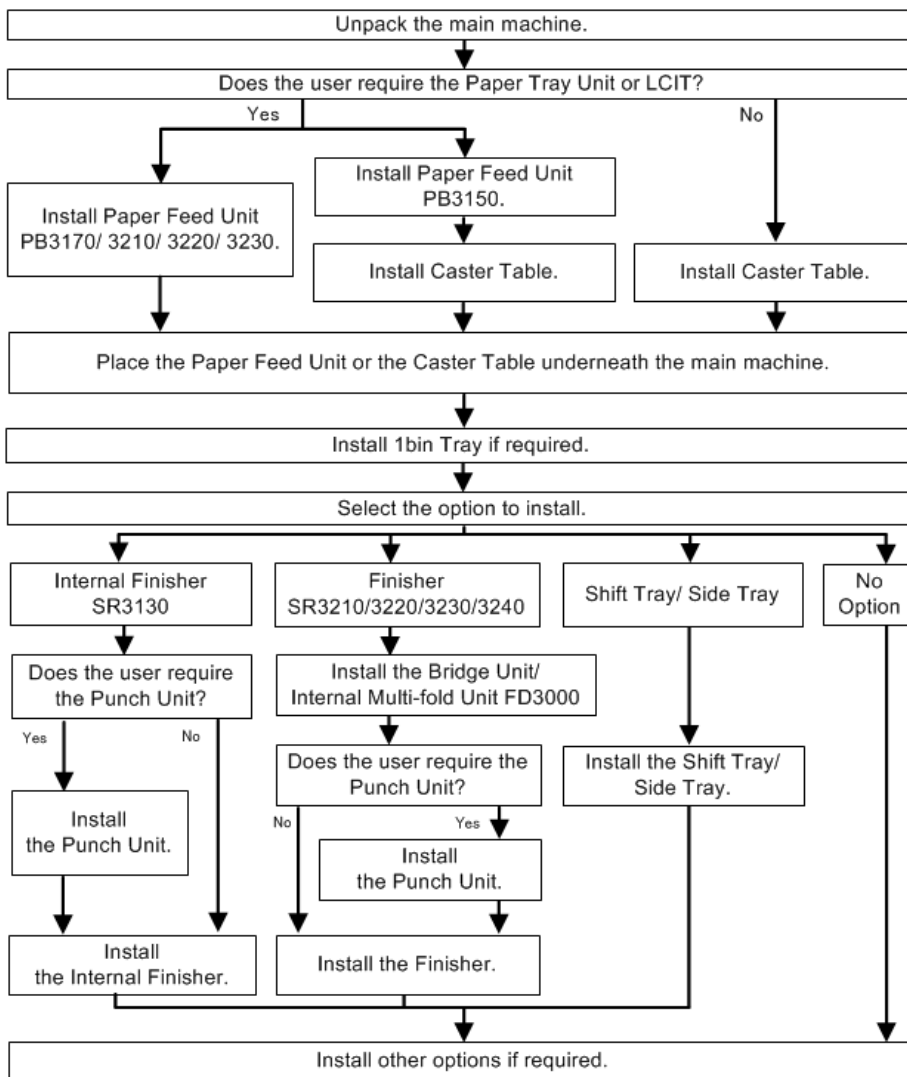 Unpack the main machine.
Does the user require the Paper Tray Unit or LCIT?
Yes
No
Install Paper Feed Unit
PB3170/ 3210/ 3220/ 3230.
Install Paper Feed Unit
PB3150.
Install Caster Table.
Install Caster Table.
Place the Paper Feed Unit or the Caster Table underneath the main machine.
Install 1bin Tray if required.
Select the option to install.
Internal Finisher
SR3130
Finisher
SR3210/3220/3230/3240
Shift Tray/ Side Tray
No
Option
Does the user require
the Punch Unit?
Install the Bridge Unit/
Internal Multi-fold Unit FD3000
Yes
No
Does the user require the
Punch Unit?
Install the Shift Tray/
Side Tray.
Install
the Punch Unit.
No
Yes
Install
the Punch Unit.
Install
the Internal Finisher.
Install the Finisher.
Install other options if required.